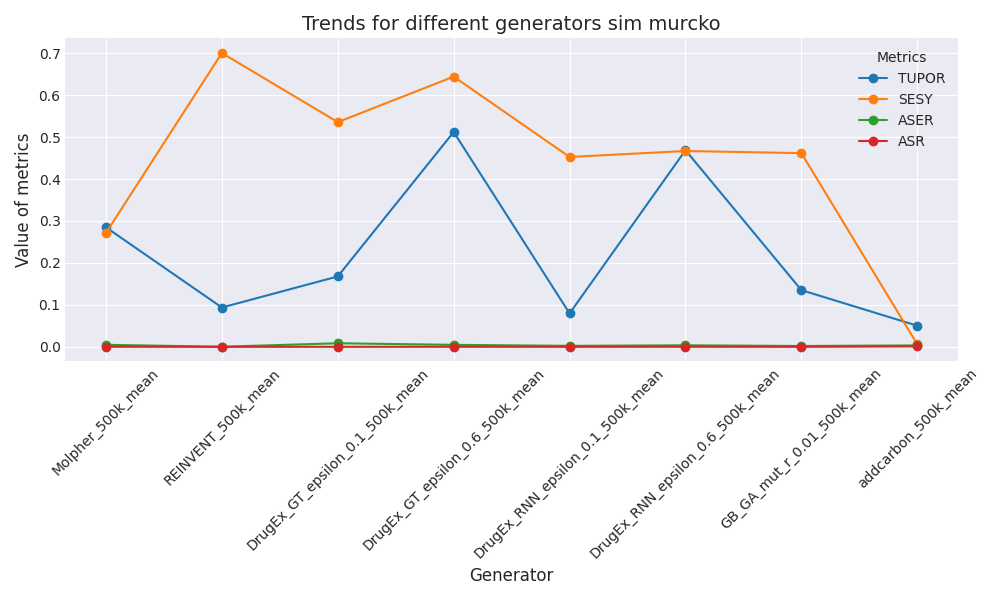 Trends for different generators sim murcko
Metrics
TUPOR
SESY
ASER
ASR
Value of metrics
0.7
0.6
0.5
0.4
0.3
0.2
0.1
0.0
Molpher_500k_mean
REINVENT_500k_mean
DrugEx_GT_epsilon_0.1_500k_mean
DrugEx_GT_epsilon_0.6_500k_mean
DrugEx_RNN_epsilon_0.1_500k_mean
DrugEx_RNN_epsilon_0.6_500k_mean
GB_GA_mut_r_0.01_500k_mean
addcarbon_500k_mean
Generator